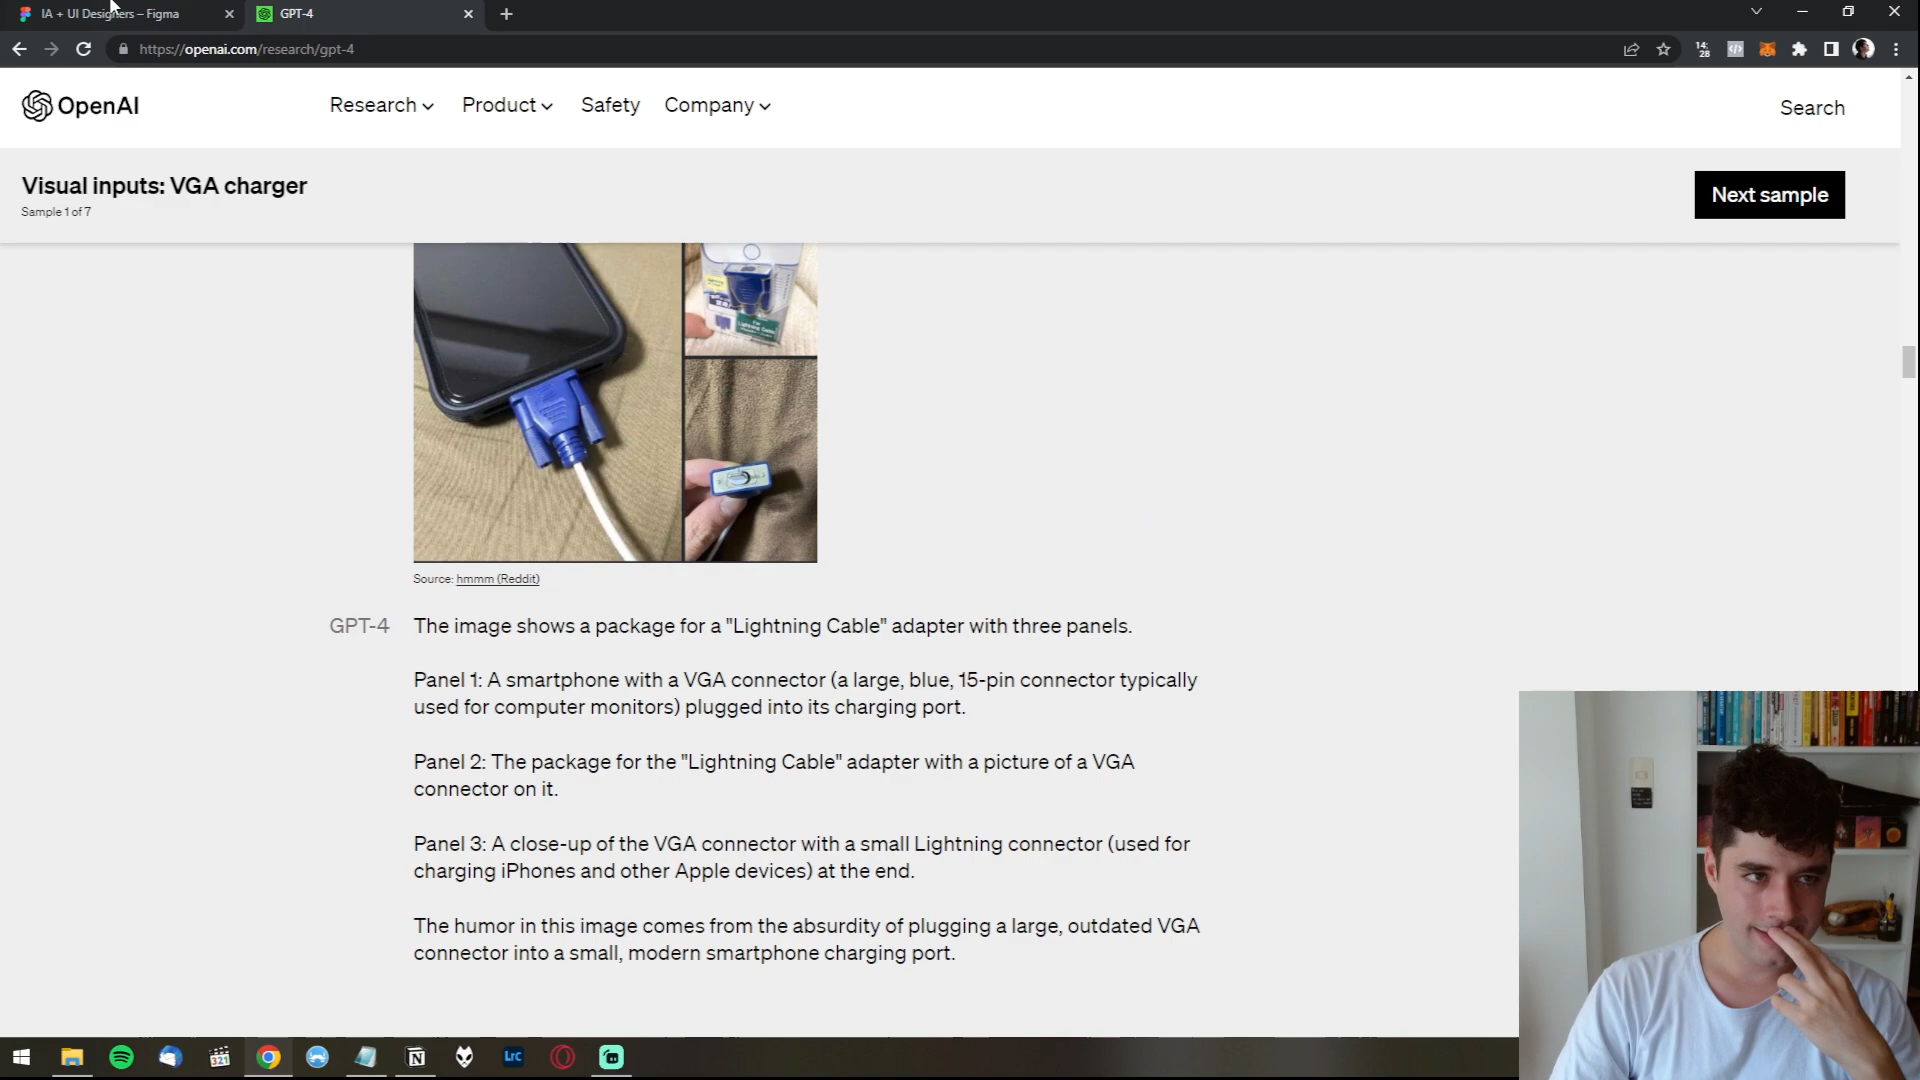 IA + UI Designers – Figma
GPT-4
https://openai.com/research/gpt-4
14:
28
OpenAI
Research
Product
Safety
Company
Search
Visual inputs: VGA charger
Sample 1 of 7
Next sample
Lightning Cable
Source: hmmm (Reddit)
GPT-4
The image shows a package for a "Lightning Cable" adapter with three panels.
Panel 1: A smartphone with a VGA connector (a large, blue, 15-pin connector typically
used for computer monitors) plugged into its charging port.
Panel 2: The package for the "Lightning Cable" adapter with a picture of a VGA
connector on it.
Panel 3: A close-up of the VGA connector with a small Lightning connector (used for
charging iPhones and other Apple devices) at the end.
The humor in this image comes from the absurdity of plugging a large, outdated VGA
connector into a small, modern smartphone charging port.
321
N
Lrc